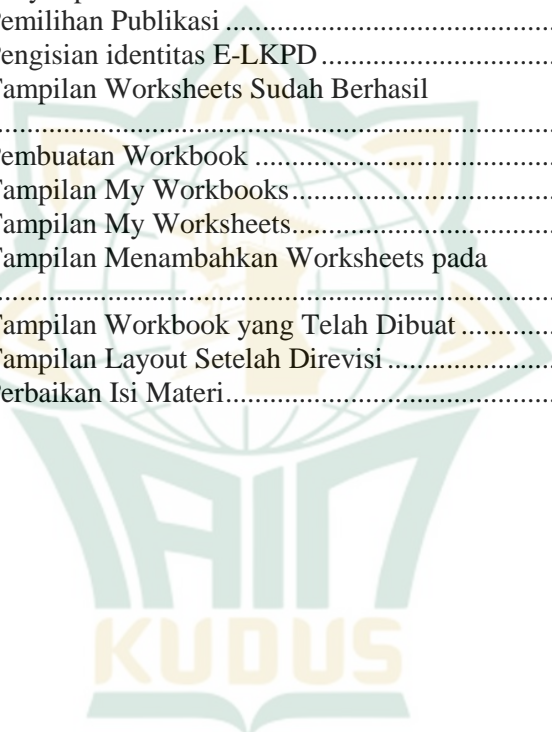 Pemilihan Publikasi ..............................................
Pengisian identitas E-LKPD ..............................................
Tampilan Worksheets Sudah Berhasil
..............................................
Pembuatan Workbook ..............................................
Tampilan My Workbooks..............................................
Tampilan My Worksheets..............................................
Tampilan Menambahkan Worksheets pada
..............................................
Tampilan Workbook yang Telah Dibuat ..............................................
Tampilan Layout Setelah Direvisi ..............................................
Perbaikan Isi Materi..............................................
IAIN
KUDUS